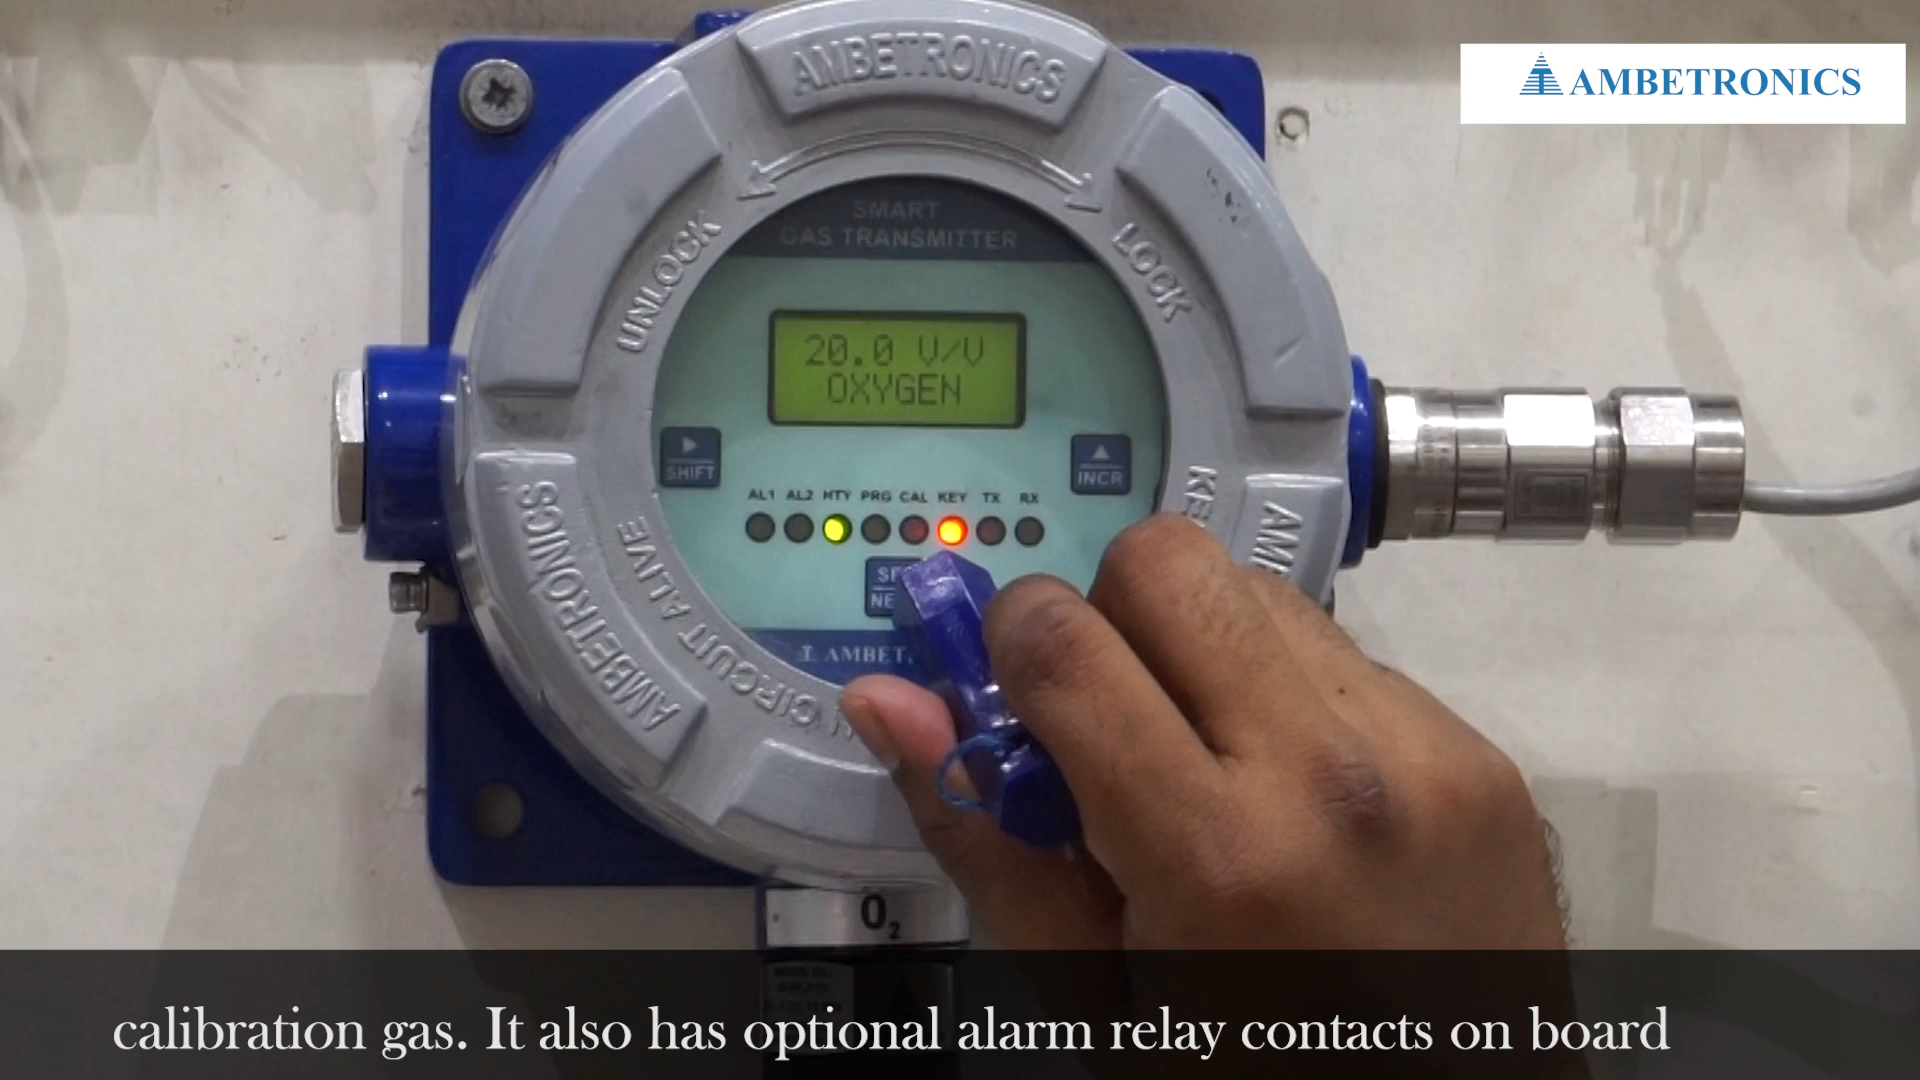 AMBETRONICS
AMBETRONICS
SMART
GAS TRANSMITTER
UNLOCK
LOCK
20.0 V/V
OXYGEN
SHIFT
INCR
AL1 AL2 HTY PRG CAL KEY TX RX
AMBETRONICS
CIRCUIT ALIVE
AMBET
O2
calibration gas. It also has optional alarm relay contacts on board